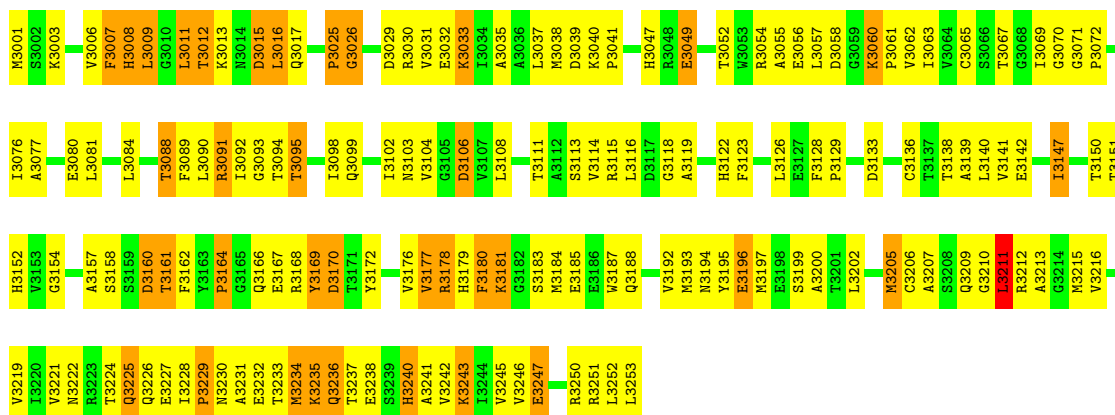 M3001 S3002 K3003 V3006 F3007 H3008 L3009 G3010 L3011 T3012 K3013 N3014 D3015 L3016 Q3017 P3025 G3026 D3029 R3030 V3031 E3032 K3033 I3034 A3035 A3036 L3037 M3038 D3039 K3040 P3041 H3047 R3048 E3049 T3052 W3053 R3054 A3055 E3056 L3057 D3058 G3059 K3060 P3061 V3062 I3063 V3064 C3065 S3066 T3067 G3068 I3069 G3070 G3071 P3072
I3076 A3077 E3080 L3081 L3084 T3088 F3089 L3090 R3091 I3092 G3093 T3094 T3095 I3098 Q3099 I3102 N3103 V3104 G3105 D3106 V3107 L3108 T3111 A3112 S3113 V3114 R3115 L3116 D3117 G3118 A3119 H3122 F3123 L3126 E3127 F3128 P3129 D3133 C3136 T3137 T3138 A3139 L3140 V3141 E3142 I3147 T3150 T3151
H3152 V3153 G3154 A3157 S3158 S3159 D3160 T3161 F3162 Y3163 P3164 G3165 Q3166 E3167 R3168 Y3169 D3170 T3171 Y3172 V3176 V3177 R3178 H3179 F3180 K3181 G3182 S3183 M3184 E3185 E3186 W3187 Q3188 V3192 M3193 N3194 Y3195 E3196 M3197 E3198 S3199 A3200 T3201 L3202 M3205 C3206 A3207 S3208 Q3209 G3210 L3211 R3212 A3213 G3214 M3215 V3216
V3219 I3220 V3221 N3222 R3223 T3224 Q3225 Q3226 E3227 I3228 P3229 N3230 A3231 E3232 T3233 M3234 K3235 Q3236 T3237 E3238 S3239 H3240 A3241 V3242 K3243 I3244 V3245 V3246 E3247 R3250 R3251 L3252 L3253